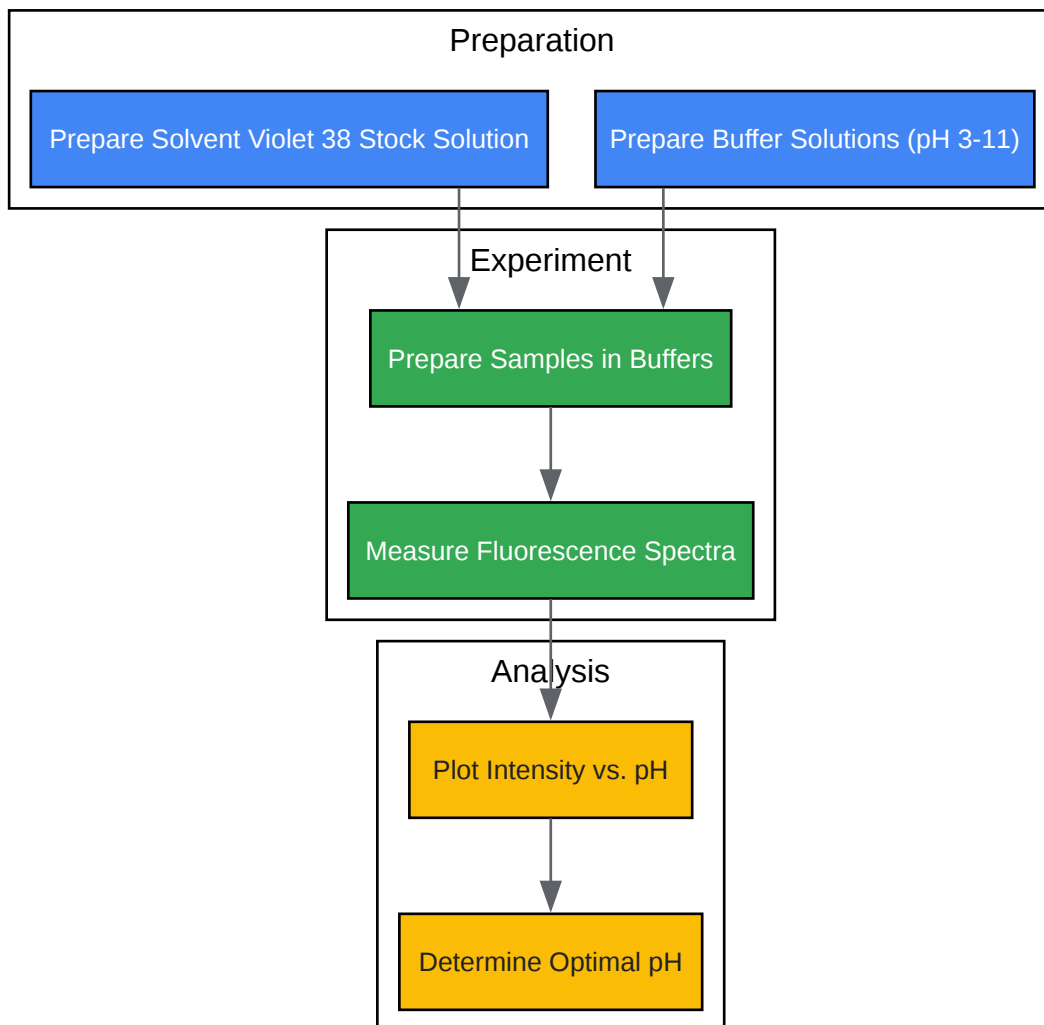 Preparation
Prepare Solvent Violet 38 Stock Solution
Prepare Buffer Solutions (pH 3-11)
Experiment
Prepare Samples in Buffers
Measure Fluorescence Spectra
Analysis
Plot Intensity vs. pH
Determine Optimal pH